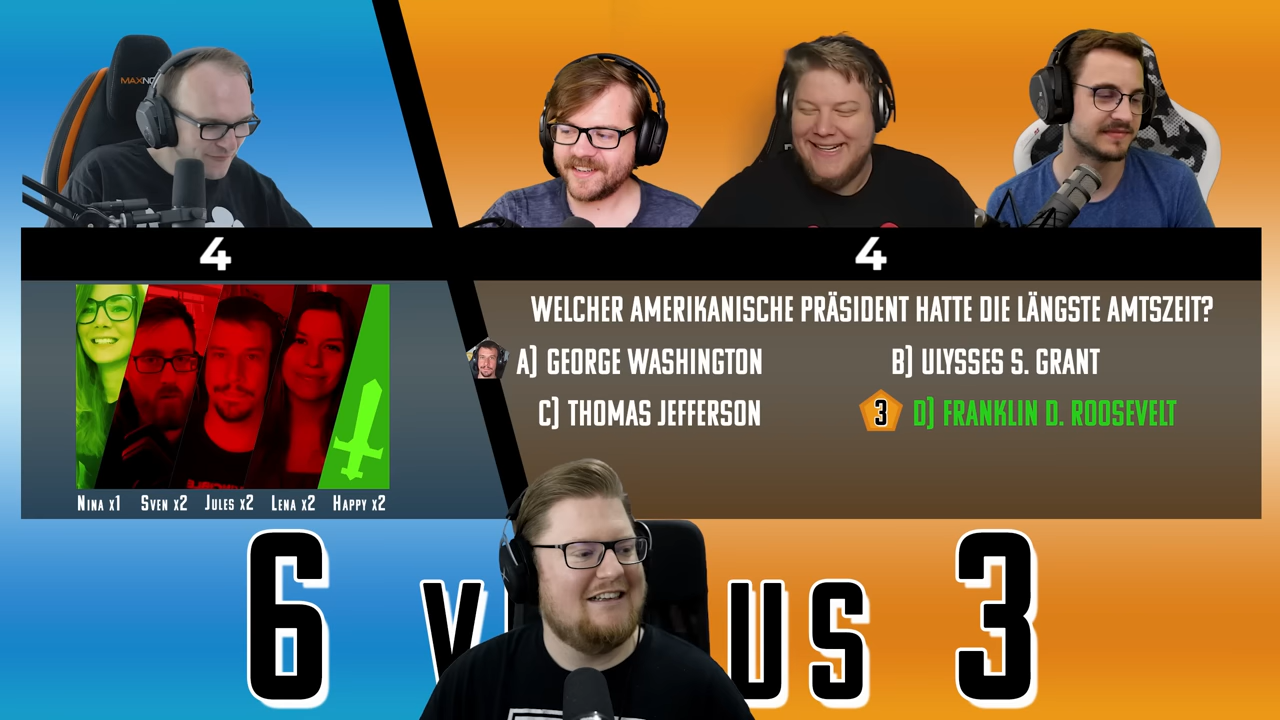 MAXNO
4
4
WELCHER AMERIKANISCHE PRÄSIDENT HATTE DIE LÄNGSTE AMTSZEIT?
A) GEORGE WASHINGTON
B) ULYSSES S. GRANT
C) THOMAS JEFFERSON
3
D) FRANKLIN D. ROOSEVELT
NINA X1
SVEN X2
JULES X2
LENA X2
HAPPY X2
6
3